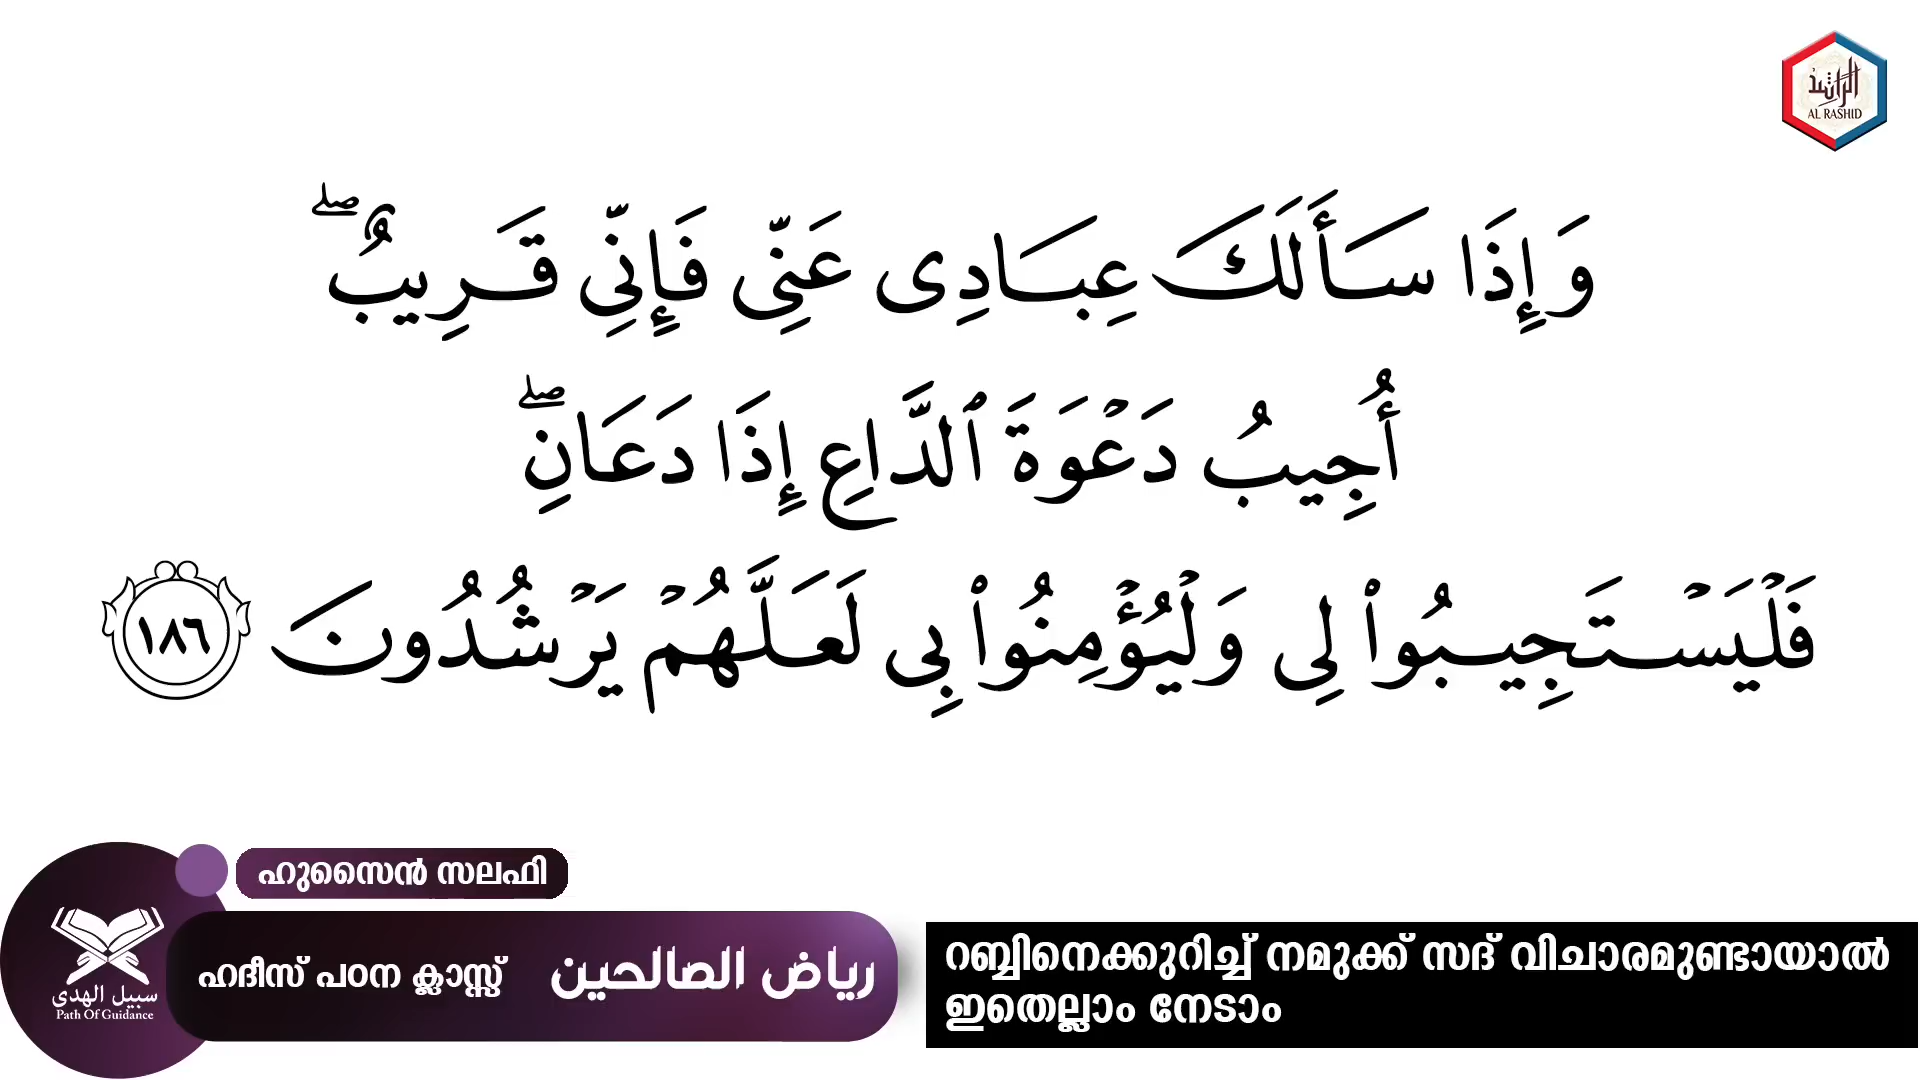 الراشد
AL RASHID
وَإِذَا سَأَلَكَ عِبَادِى عَنِّى فَإِنِّى قَرِيبٌ ۖ
أُجِيبُ دَعْوَةَ ٱلدَّاعِ إِذَا دَعَانِ ۖ
فَلْيَسْتَجِيبُوا۟ لِى وَلْيُؤْمِنُوا۟ بِى لَعَلَّهُمْ يَرْشُدُونَ ١٨٦
ഹുസൈൻ സലഫി
ഹദീസ് പഠന ക്ലാസ്സ് رياض الصالحين
سبيل الهدى
Path Of Guidance
റബ്ബിനെക്കുറിച്ച് നമുക്ക് സദ് വിചാരമുണ്ടായാൽ
ഇതെല്ലാം നേടാം